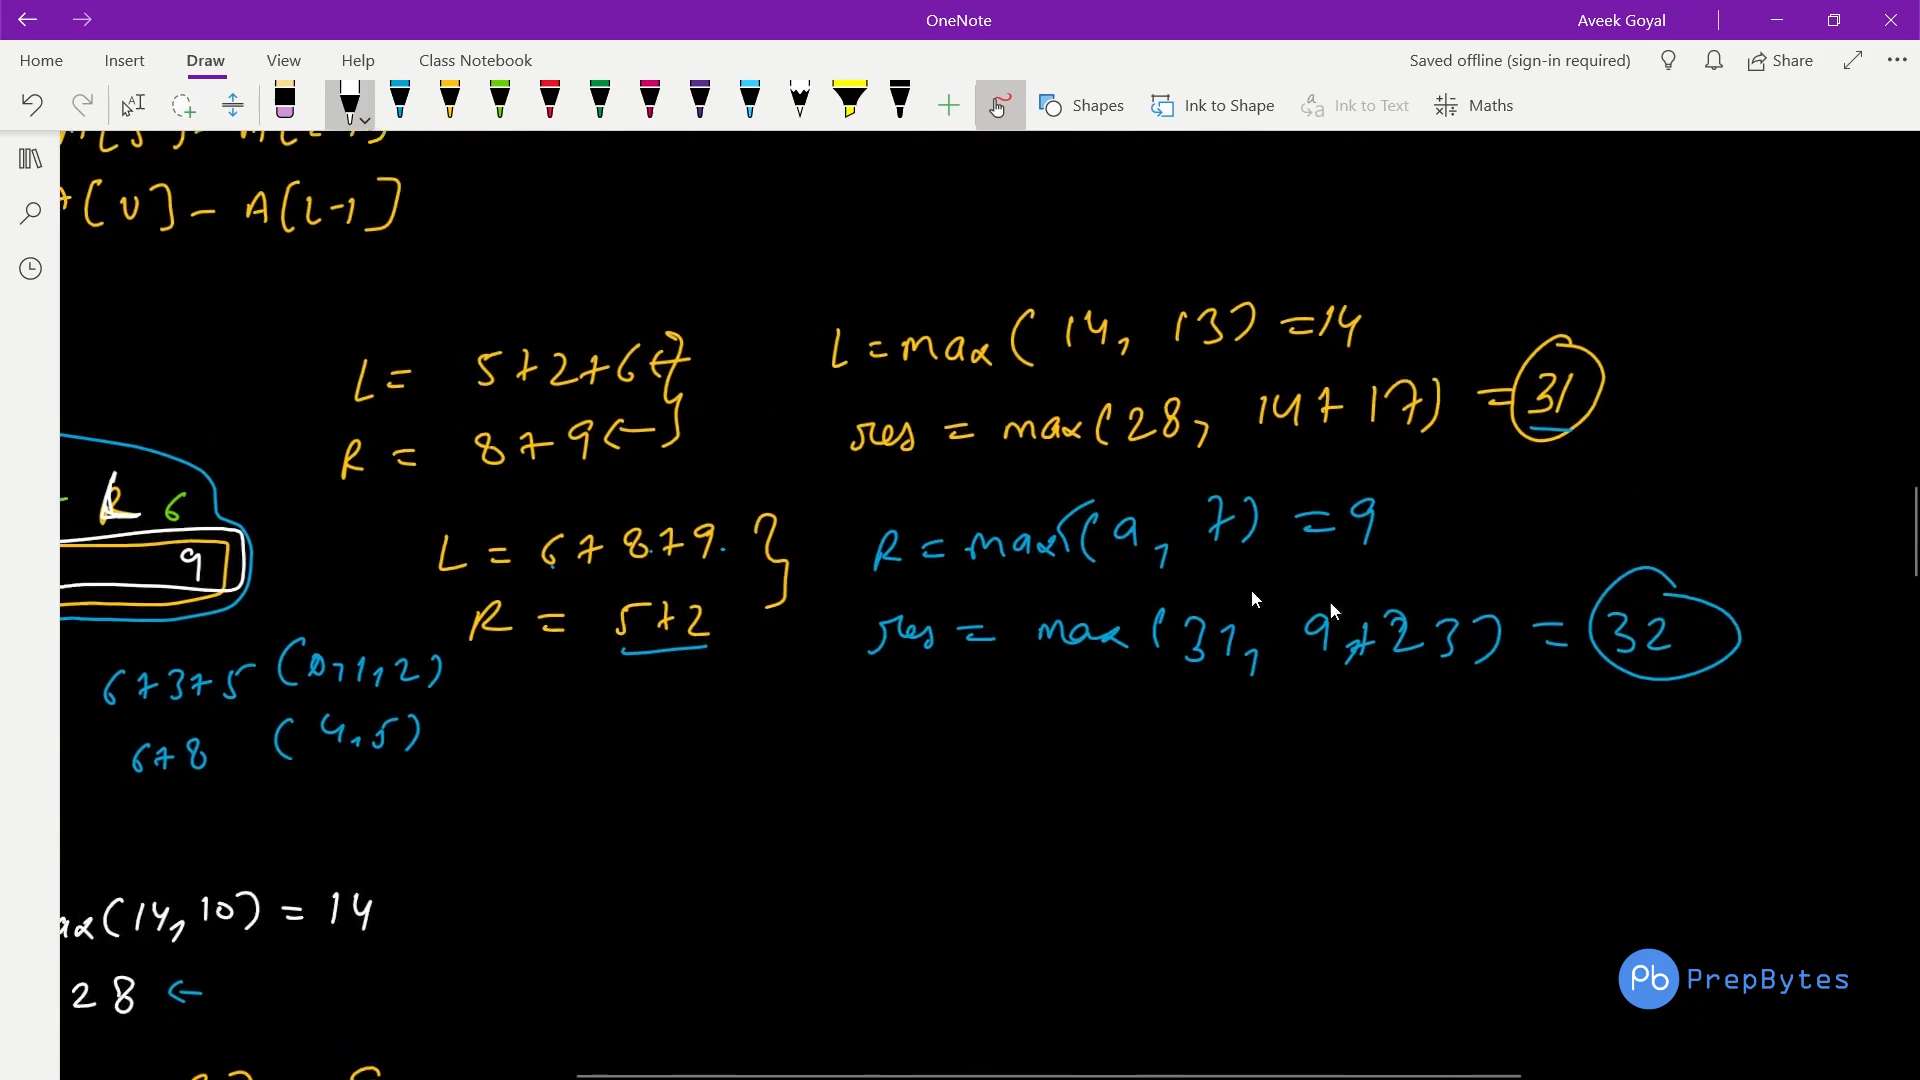 OneNote
Aveek Goyal
Home Insert Draw View Help Class Notebook
Saved offline (sign-in required)
Share
Shapes
Ink to Shape
Ink to Text
Maths
[U] - A[L-1]
L = 5+2+6
R = 8+9 ←
L = max(14, 13) = 14
res = max(28, 14+17) = 31
R 6
9
L = 6+8+9
R = 5+2
R = max(9, 7) = 9
res = max(31, 9+23) = 32
6+3+5 (0,1,2)
6+8 (4,5)
ax(14, 10) = 14
28 ←
PrepBytes